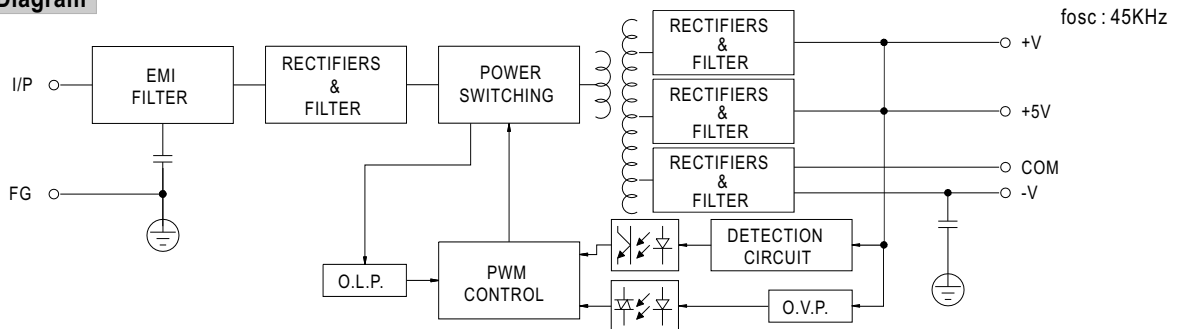 Diagram
fosc : 45KHz
I/P
EMI
FILTER
RECTIFIERS
&
FILTER
POWER
SWITCHING
RECTIFIERS
&
FILTER
+V
RECTIFIERS
&
FILTER
+5V
RECTIFIERS
&
FILTER
COM
-V
FG
O.L.P.
PWM
CONTROL
DETECTION
CIRCUIT
O.V.P.